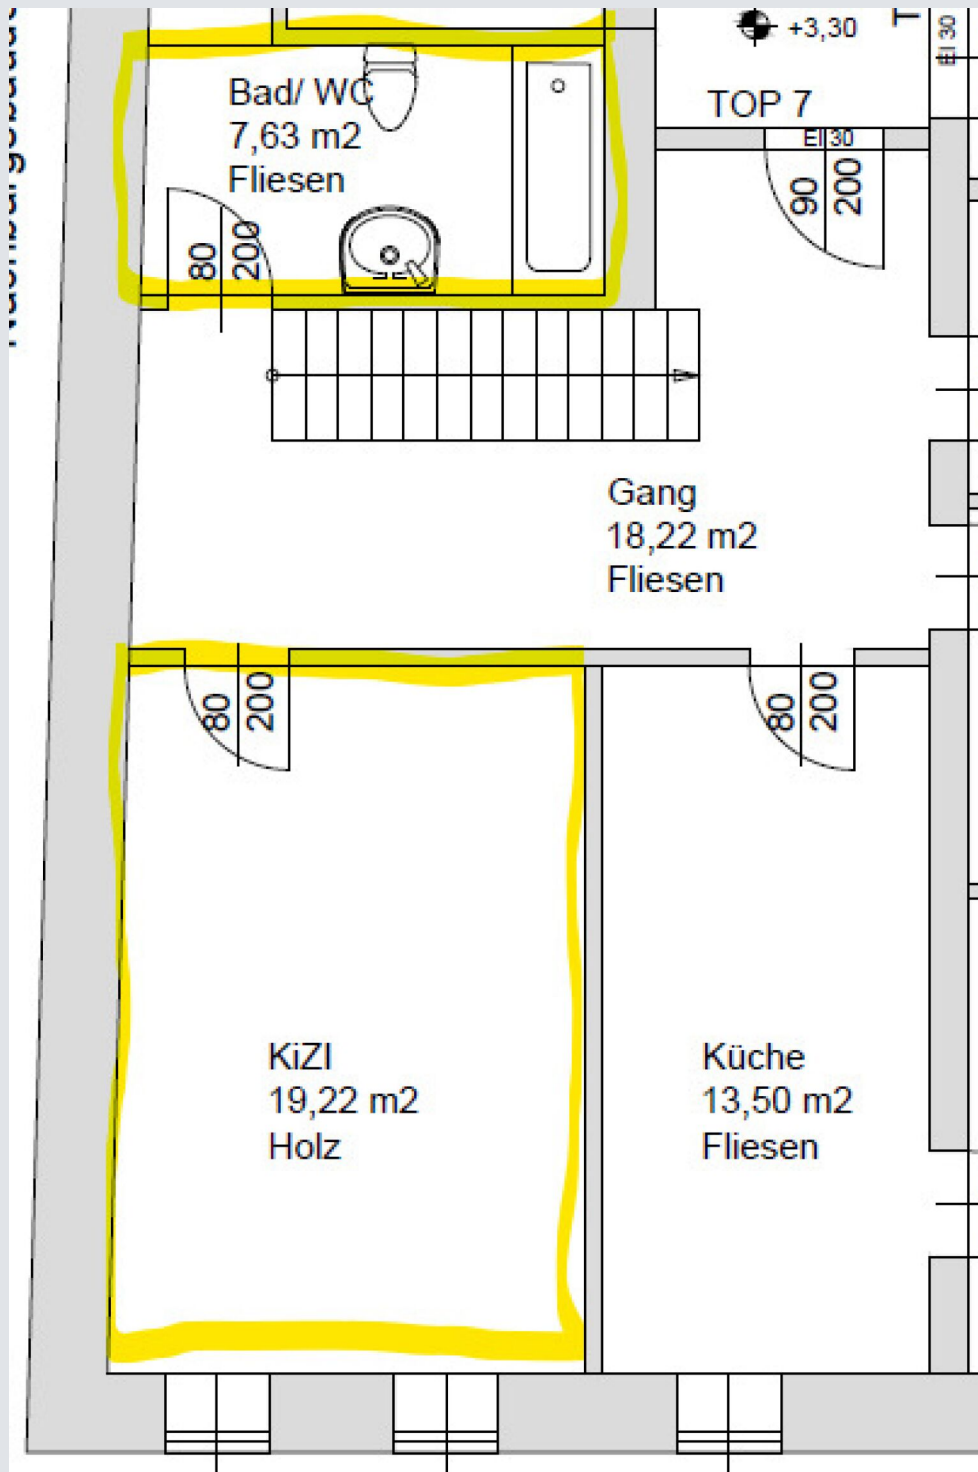 Bad/ WC
7,63 m2
Fliesen
80
200
+3,30
TOP 7
EI 30
EI 30
90
200
Gang
18,22 m2
Fliesen
80
200
80
200
KiZI
19,22 m2
Holz
Küche
13,50 m2
Fliesen